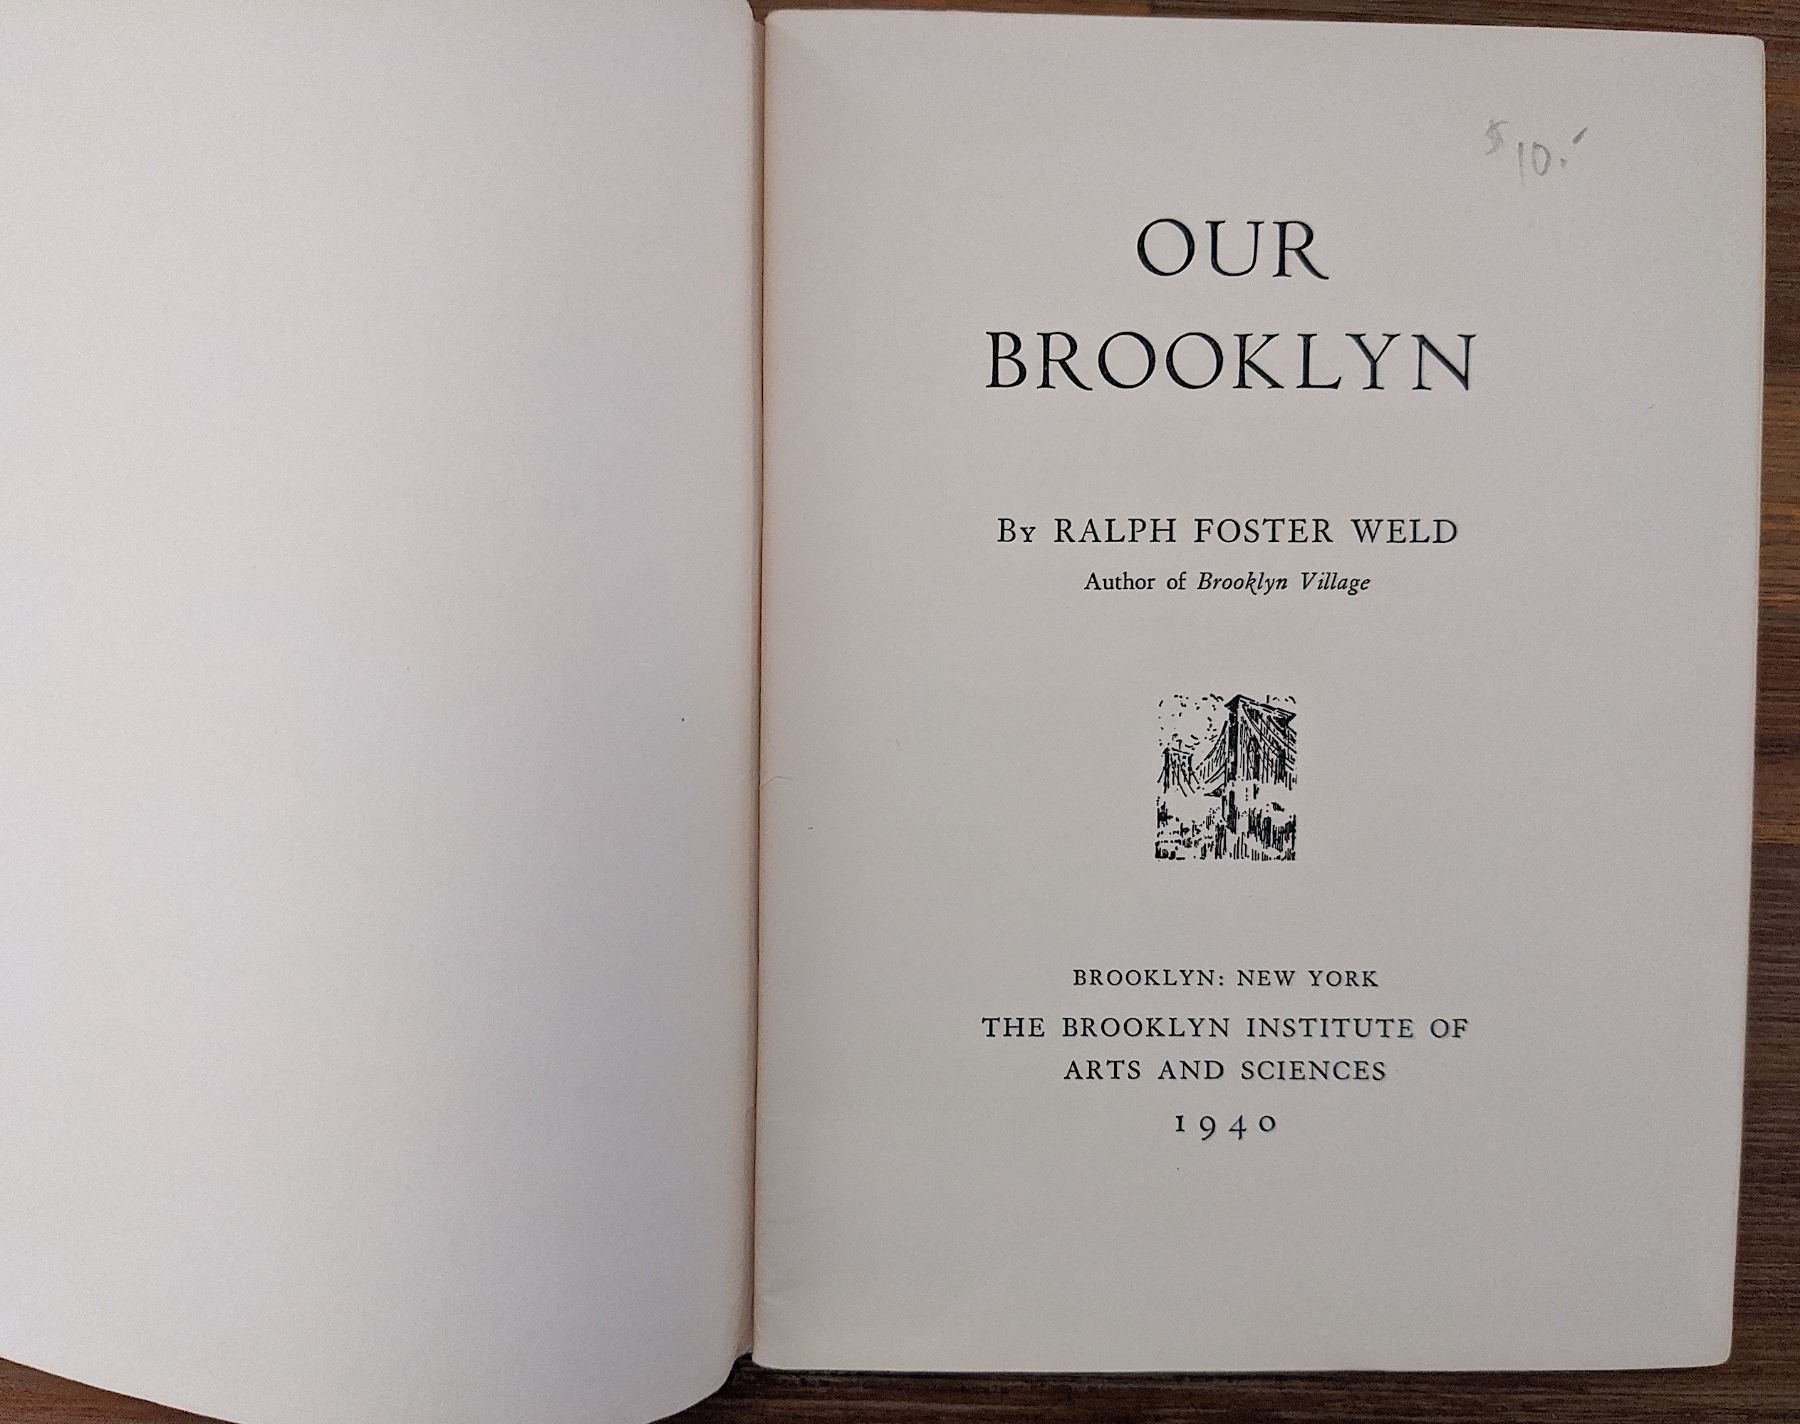 $10.-
OUR
BROOKLYN
By RALPH FOSTER WELD
Author of Brooklyn Village
BROOKLYN: NEW YORK
THE BROOKLYN INSTITUTE OF
ARTS AND SCIENCES
1940